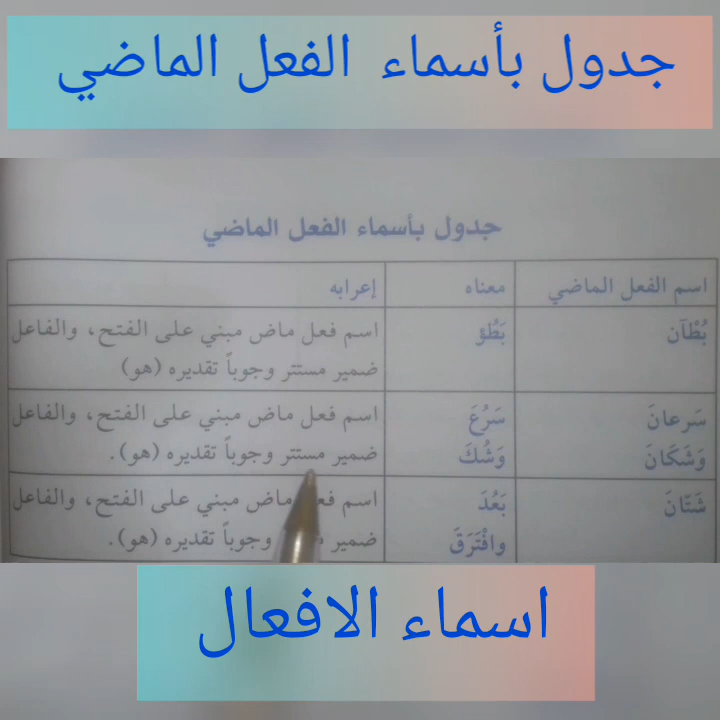 جدول بأسماء الفعل الماضي
جدول بأسماء الفعل الماضي
اسم الفعل الماضي معناه إعرابه
بُطْآن بَطُؤَ اسم فعل ماض مبني على الفتح، والفاعل
ضمير مستتر وجوباً تقديره (هو)
سَرعانَ سَرُعَ اسم فعل ماض مبني على الفتح، والفاعل
وَشَكَانَ وَشُكَ ضمير مستتر وجوباً تقديره (هو).
شَتّانَ بَعُدَ اسم فعل ماض مبني على الفتح، والفاعل
وافْتَرَقَ ضمير وجوباً تقديره (هو).
اسماء الافعال